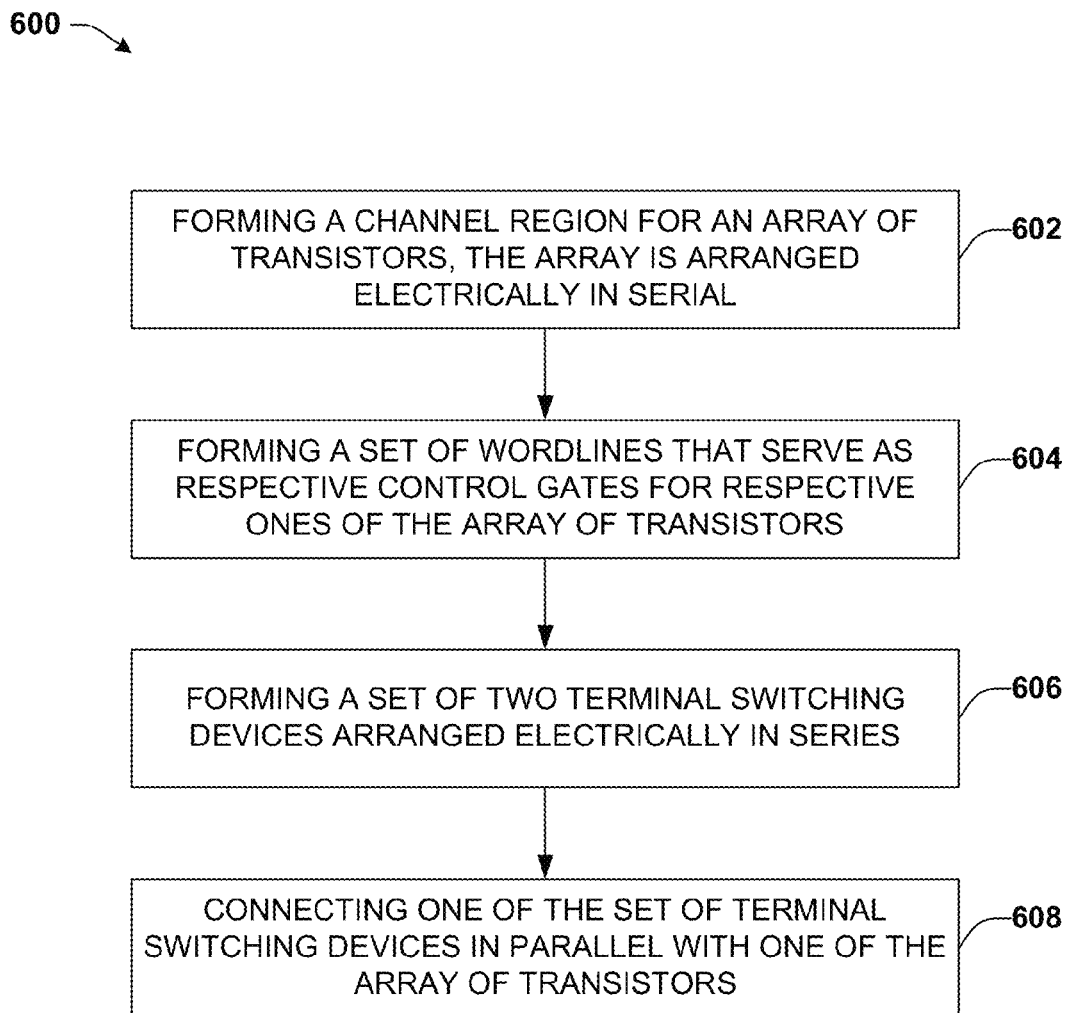 600
FORMING A CHANNEL REGION FOR AN ARRAY OF
TRANSISTORS, THE ARRAY IS ARRANGED
ELECTRICALLY IN SERIAL
602
FORMING A SET OF WORDLINES THAT SERVE AS
RESPECTIVE CONTROL GATES FOR RESPECTIVE
ONES OF THE ARRAY OF TRANSISTORS
604
FORMING A SET OF TWO TERMINAL SWITCHING
DEVICES ARRANGED ELECTRICALLY IN SERIES
606
CONNECTING ONE OF THE SET OF TERMINAL
SWITCHING DEVICES IN PARALLEL WITH ONE OF THE
ARRAY OF TRANSISTORS
608